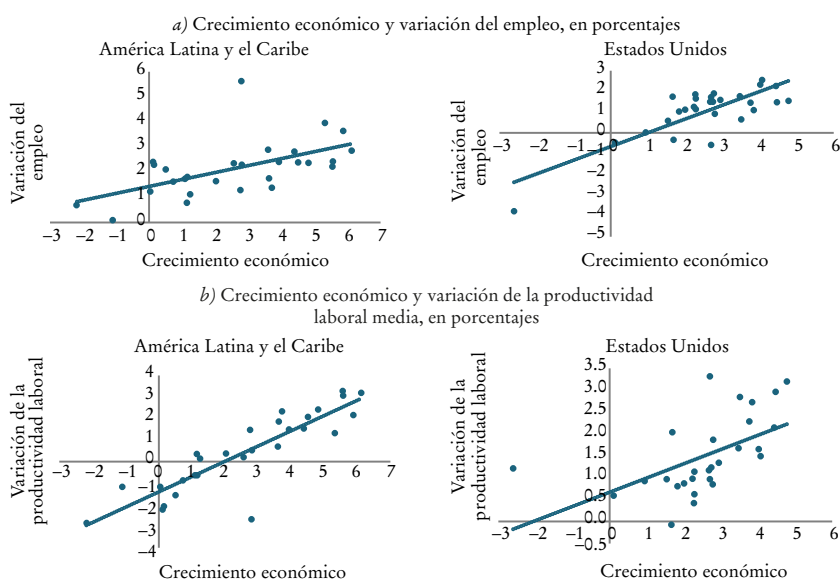 a) Crecimiento económico y variación del empleo, en porcentajes
América Latina y el Caribe
Variación del
empleo
6
5
4
3
2
1
0
−3 −2 −1 0 1 2 3 4 5 6 7
Crecimiento económico
Estados Unidos
Variación del
empleo
3
2
1
0
−1
−2
−3
−4
−5
−3 −2 −1 0 1 2 3 4 5 6
Crecimiento económico
b) Crecimiento económico y variación de la productividad
laboral media, en porcentajes
América Latina y el Caribe
Variación de la
productividad laboral
4
3
2
1
0
−1
−2
−3
−4
−3 −2 −1 0 1 2 3 4 5 6 7
Crecimiento económico
Estados Unidos
Variación de la
productividad laboral
3.5
3.0
2.5
2.0
1.5
1.0
0.5
0.0
−0.5
−3 −2 −1 0 1 2 3 4 5 6
Crecimiento económico